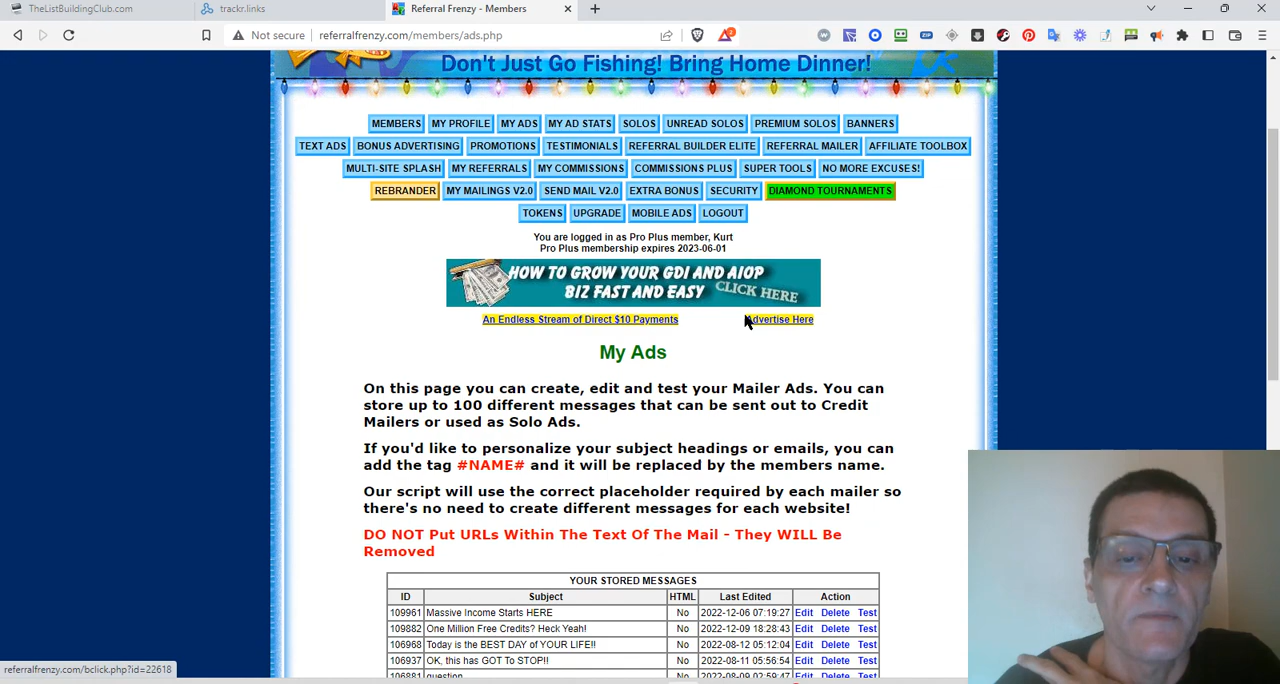 TheListBuildingClub.com
trackr.links
Referral Frenzy - Members
Not secure
referralfrenzy.com/members/ads.php
2
ZIP
Don't Just Go Fishing! Bring Home Dinner!
MEMBERS MY PROFILE MY ADS MY AD STATS SOLOS UNREAD SOLOS PREMIUM SOLOS BANNERS
TEXT ADS BONUS ADVERTISING PROMOTIONS TESTIMONIALS REFERRAL BUILDER ELITE REFERRAL MAILER AFFILIATE TOOLBOX
MULTI-SITE SPLASH MY REFERRALS MY COMMISSIONS COMMISSIONS PLUS SUPER TOOLS NO MORE EXCUSES!
REBRANDER MY MAILINGS V2.0 SEND MAIL V2.0 EXTRA BONUS SECURITY DIAMOND TOURNAMENTS
TOKENS UPGRADE MOBILE ADS LOGOUT
You are logged in as Pro Plus member, Kurt
Pro Plus membership expires 2023-06-01
HOW TO GROW YOUR GDI AND AIOP
BIZ FAST AND EASY CLICK HERE
An Endless Stream of Direct $10 Payments
Advertise Here
My Ads
On this page you can create, edit and test your Mailer Ads. You can
store up to 100 different messages that can be sent out to Credit
Mailers or used as Solo Ads.
If you'd like to personalize your subject headings or emails, you can
add the tag #NAME# and it will be replaced by the members name.
Our script will use the correct placeholder required by each mailer so
there's no need to create different messages for each website!
DO NOT Put URLs Within The Text Of The Mail - They WILL Be
Removed
YOUR STORED MESSAGES
ID Subject HTML Last Edited Action
109961 Massive Income Starts HERE No 2022-12-06 07:19:27 Edit Delete Test
109882 One Million Free Credits? Heck Yeah! No 2022-12-09 18:28:43 Edit Delete Test
106968 Today is the BEST DAY of YOUR LIFE!! No 2022-08-12 05:12:04 Edit Delete Test
106937 OK, this has GOT To STOP!! No 2022-08-11 05:56:54 Edit Delete Test
106881 question No 2022-08-09 02:59:47 Edit Delete Test
referralfrenzy.com/bclick.php?id=22618